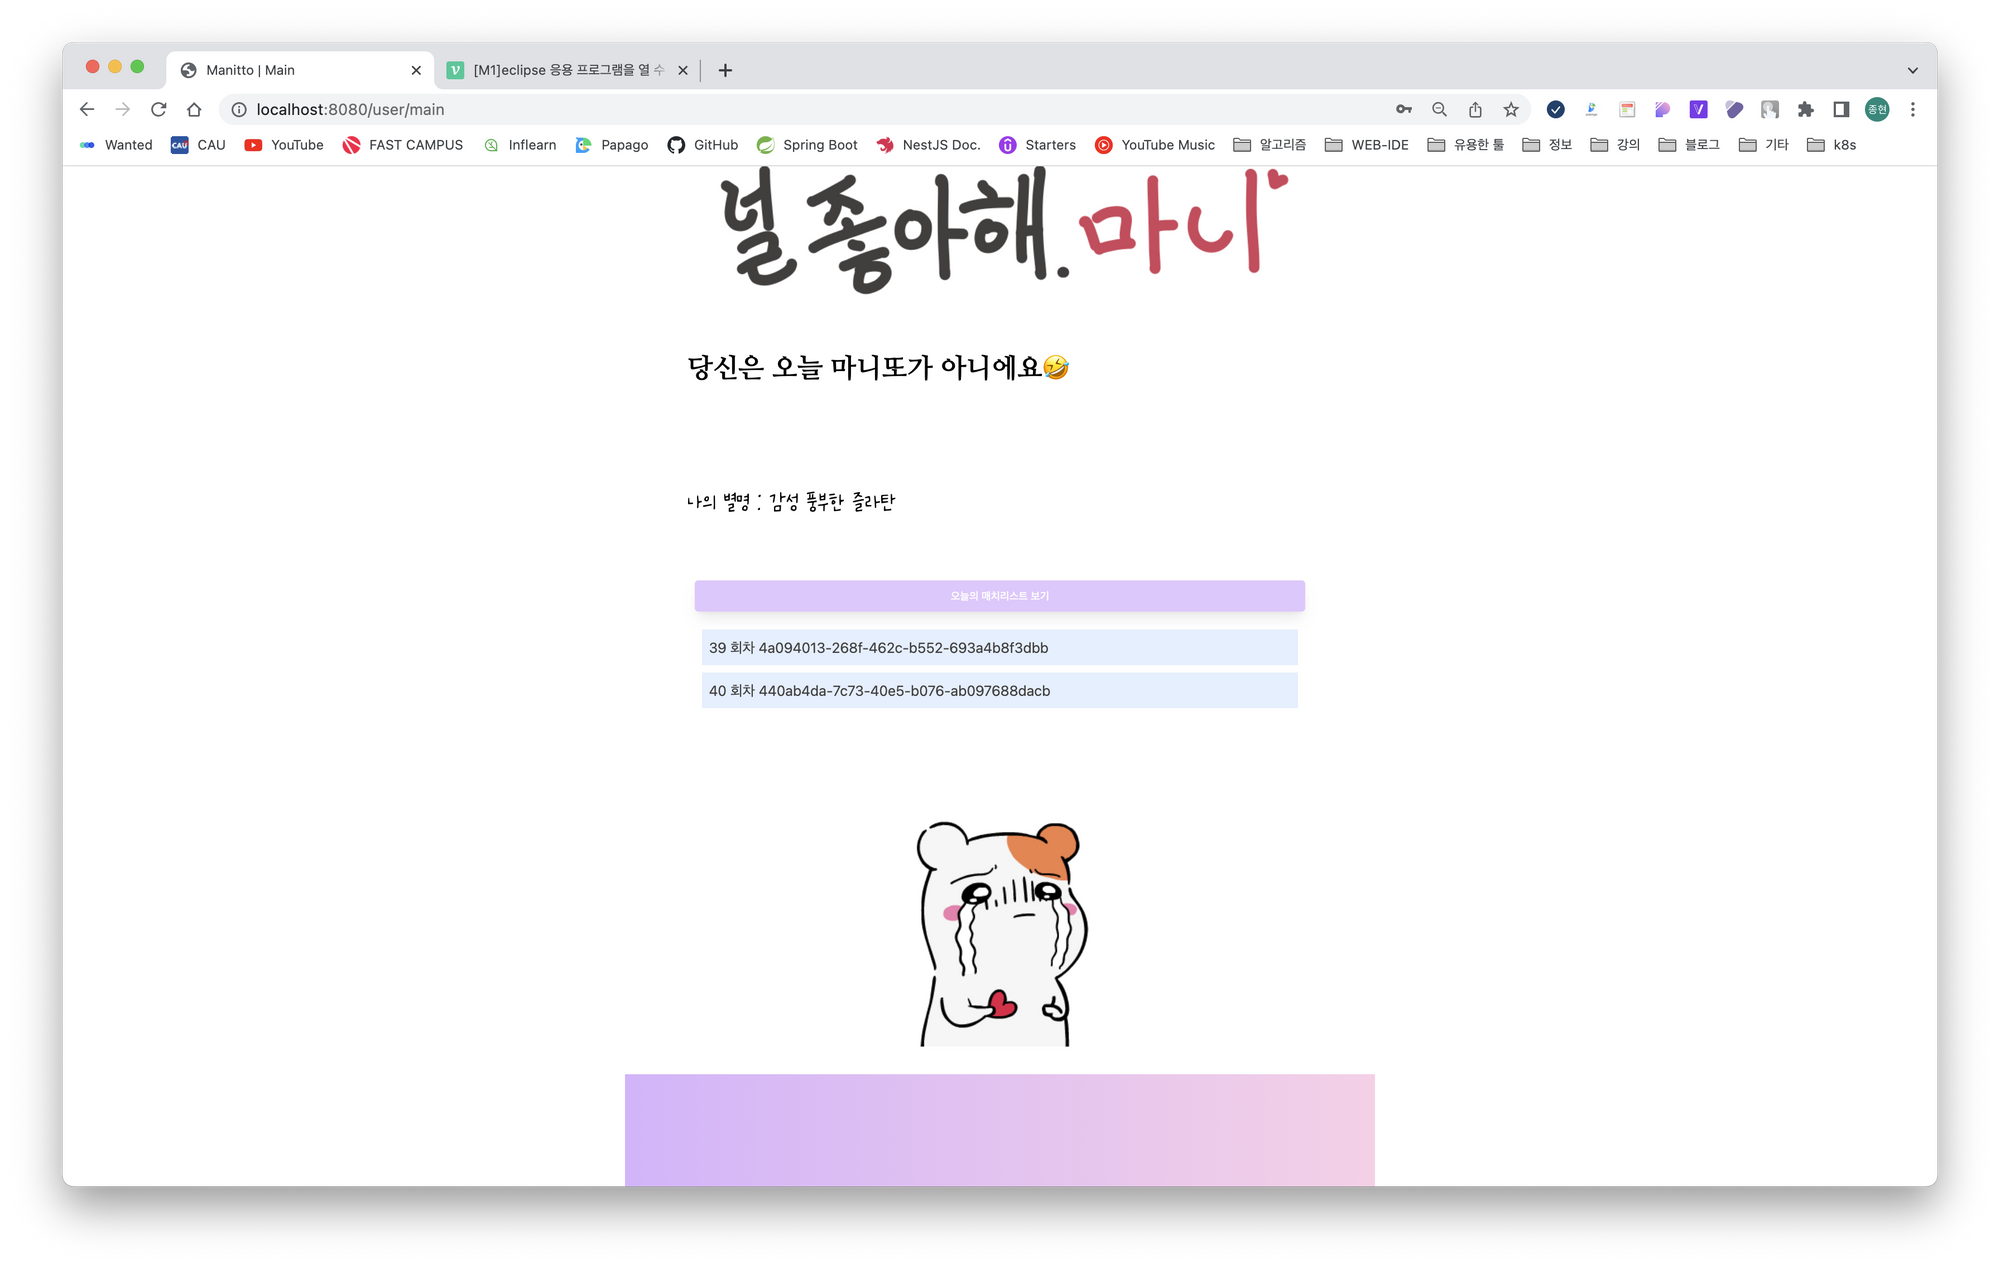 Manitto | Main
[M1]eclipse 응용 프로그램을 열 수
localhost:8080/user/main
종현
Wanted CAU YouTube FAST CAMPUS Inflearn Papago GitHub Spring Boot NestJS Doc. Starters YouTube Music 알고리즘 WEB-IDE 유용한 툴 정보 강의 블로그 기타 k8s
널 좋아해. 마니
당신은 오늘 마니또가 아니에요🤣
나의 별명 : 감성 풍부한 즐라탄
오늘의 매치리스트 보기
39 회차 4a094013-268f-462c-b552-693a4b8f3dbb
40 회차 440ab4da-7c73-40e5-b076-ab097688dacb